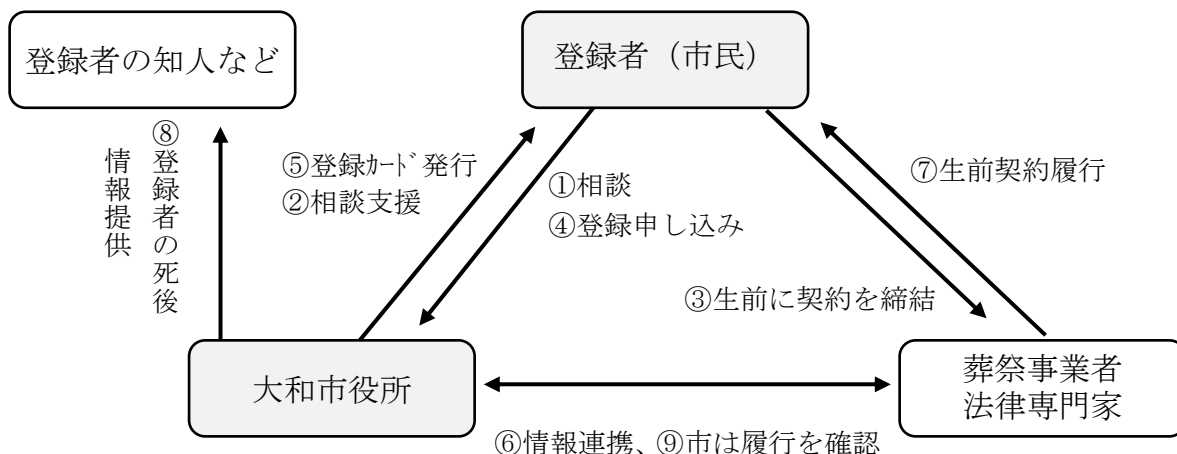 登録者の知人など
登録者（市民）
⑧登録者の死後
情報提供
⑤登録ｶｰﾄﾞ発行
②相談支援
①相談
④登録申し込み
⑦生前契約履行
③生前に契約を締結
大和市役所
葬祭事業者
法律専門家
⑥情報連携、⑨市は履行を確認